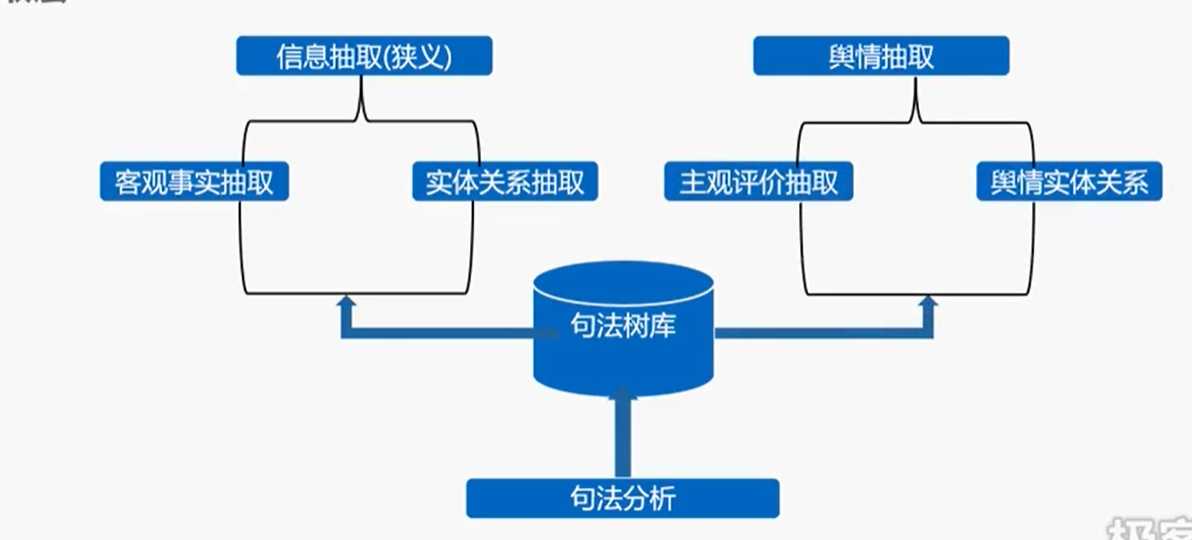 信息抽取(狭义)
舆情抽取
客观事实抽取
实体关系抽取
主观评价抽取
舆情实体关系
句法树库
句法分析